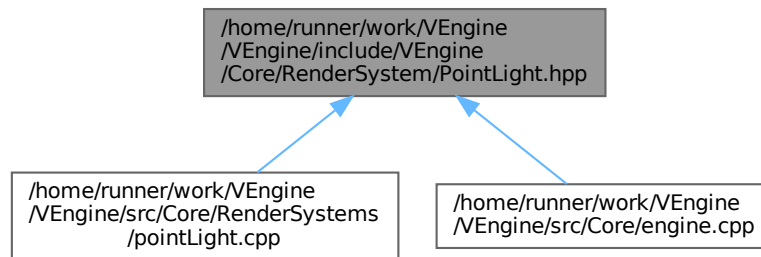 /home/runner/work/VEngine
/VEngine/include/VEngine
/Core/RenderSystem/PointLight.hpp
/home/runner/work/VEngine
/VEngine/src/Core/RenderSystems
/pointLight.cpp
/home/runner/work/VEngine
/VEngine/src/Core/engine.cpp